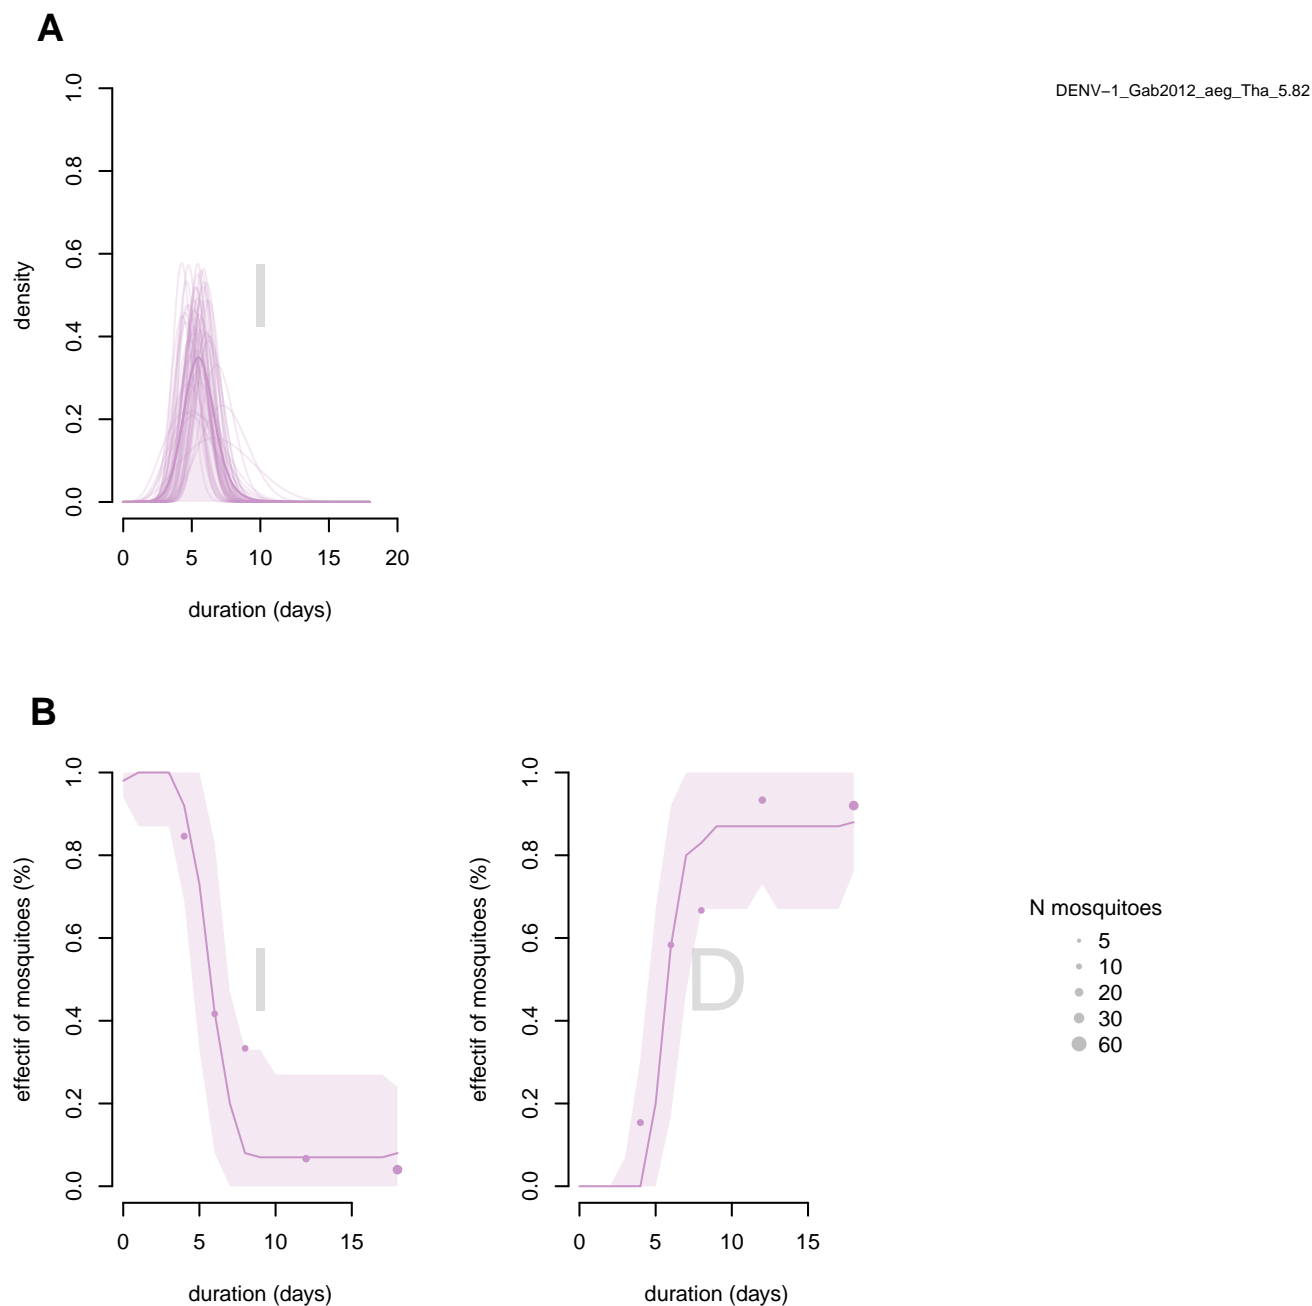 A
DENV−1_Gab2012_aeg_Tha_5.82
density
0.0 0.2 0.4 0.6 0.8 1.0
I
0 5 10 15 20
duration (days)
B
effectif of mosquitoes (%)
0.0 0.2 0.4 0.6 0.8 1.0
I
0 5 10 15
duration (days)
effectif of mosquitoes (%)
0.0 0.2 0.4 0.6 0.8 1.0
D
0 5 10 15
duration (days)
N mosquitoes
5
10
20
30
60